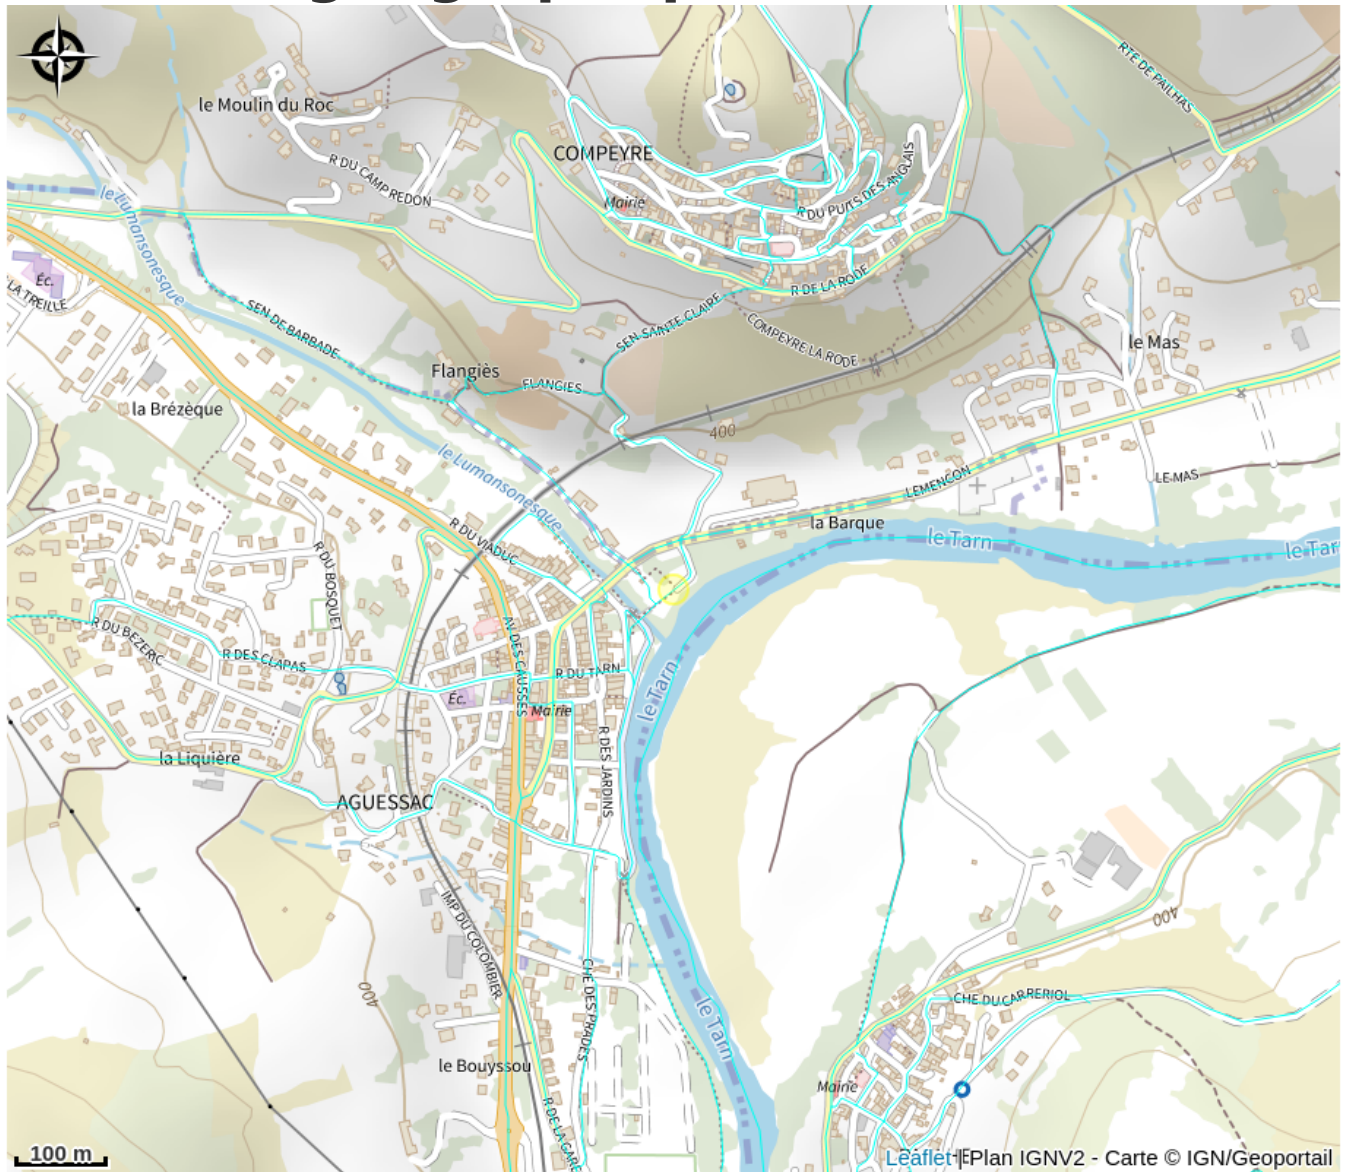 RTE DE PAILHAS
le Moulin du Roc
COMPEYRE
R DU CAMPREDON
R DU PUITS DES ANGLAIS
Mairie
le Lumansonesque
Éc.
LA TREILLE
R DE LA RODE
SEN SAINTE CLAIRE
SEN DE BARBADE
COMPEYRE LA RODE
le Mas
Flangiès
FLANGIES
la Brézèque
400
le Lumansonesque
LEMENCON
LE MAS
la Barque
R DU VIADUC
le Tarn
le Tar
R DU BOSQUET
R DU BEZERIC
R DES CLAPAS
AV DES CAUSSES
R DU TARN
le Tarn
Éc.
Mairie
R DES JARDINS
la Liquière
AGUESSAC
IMP DU COLOMBIER
400
400
CHE DES PRADES
CHE DU CARRERIOL
le Tarn
le Bouyssou
Mairie
R DE LA GARE
100 m
Leaflet | Plan IGNV2 - Carte © IGN/Geoportail